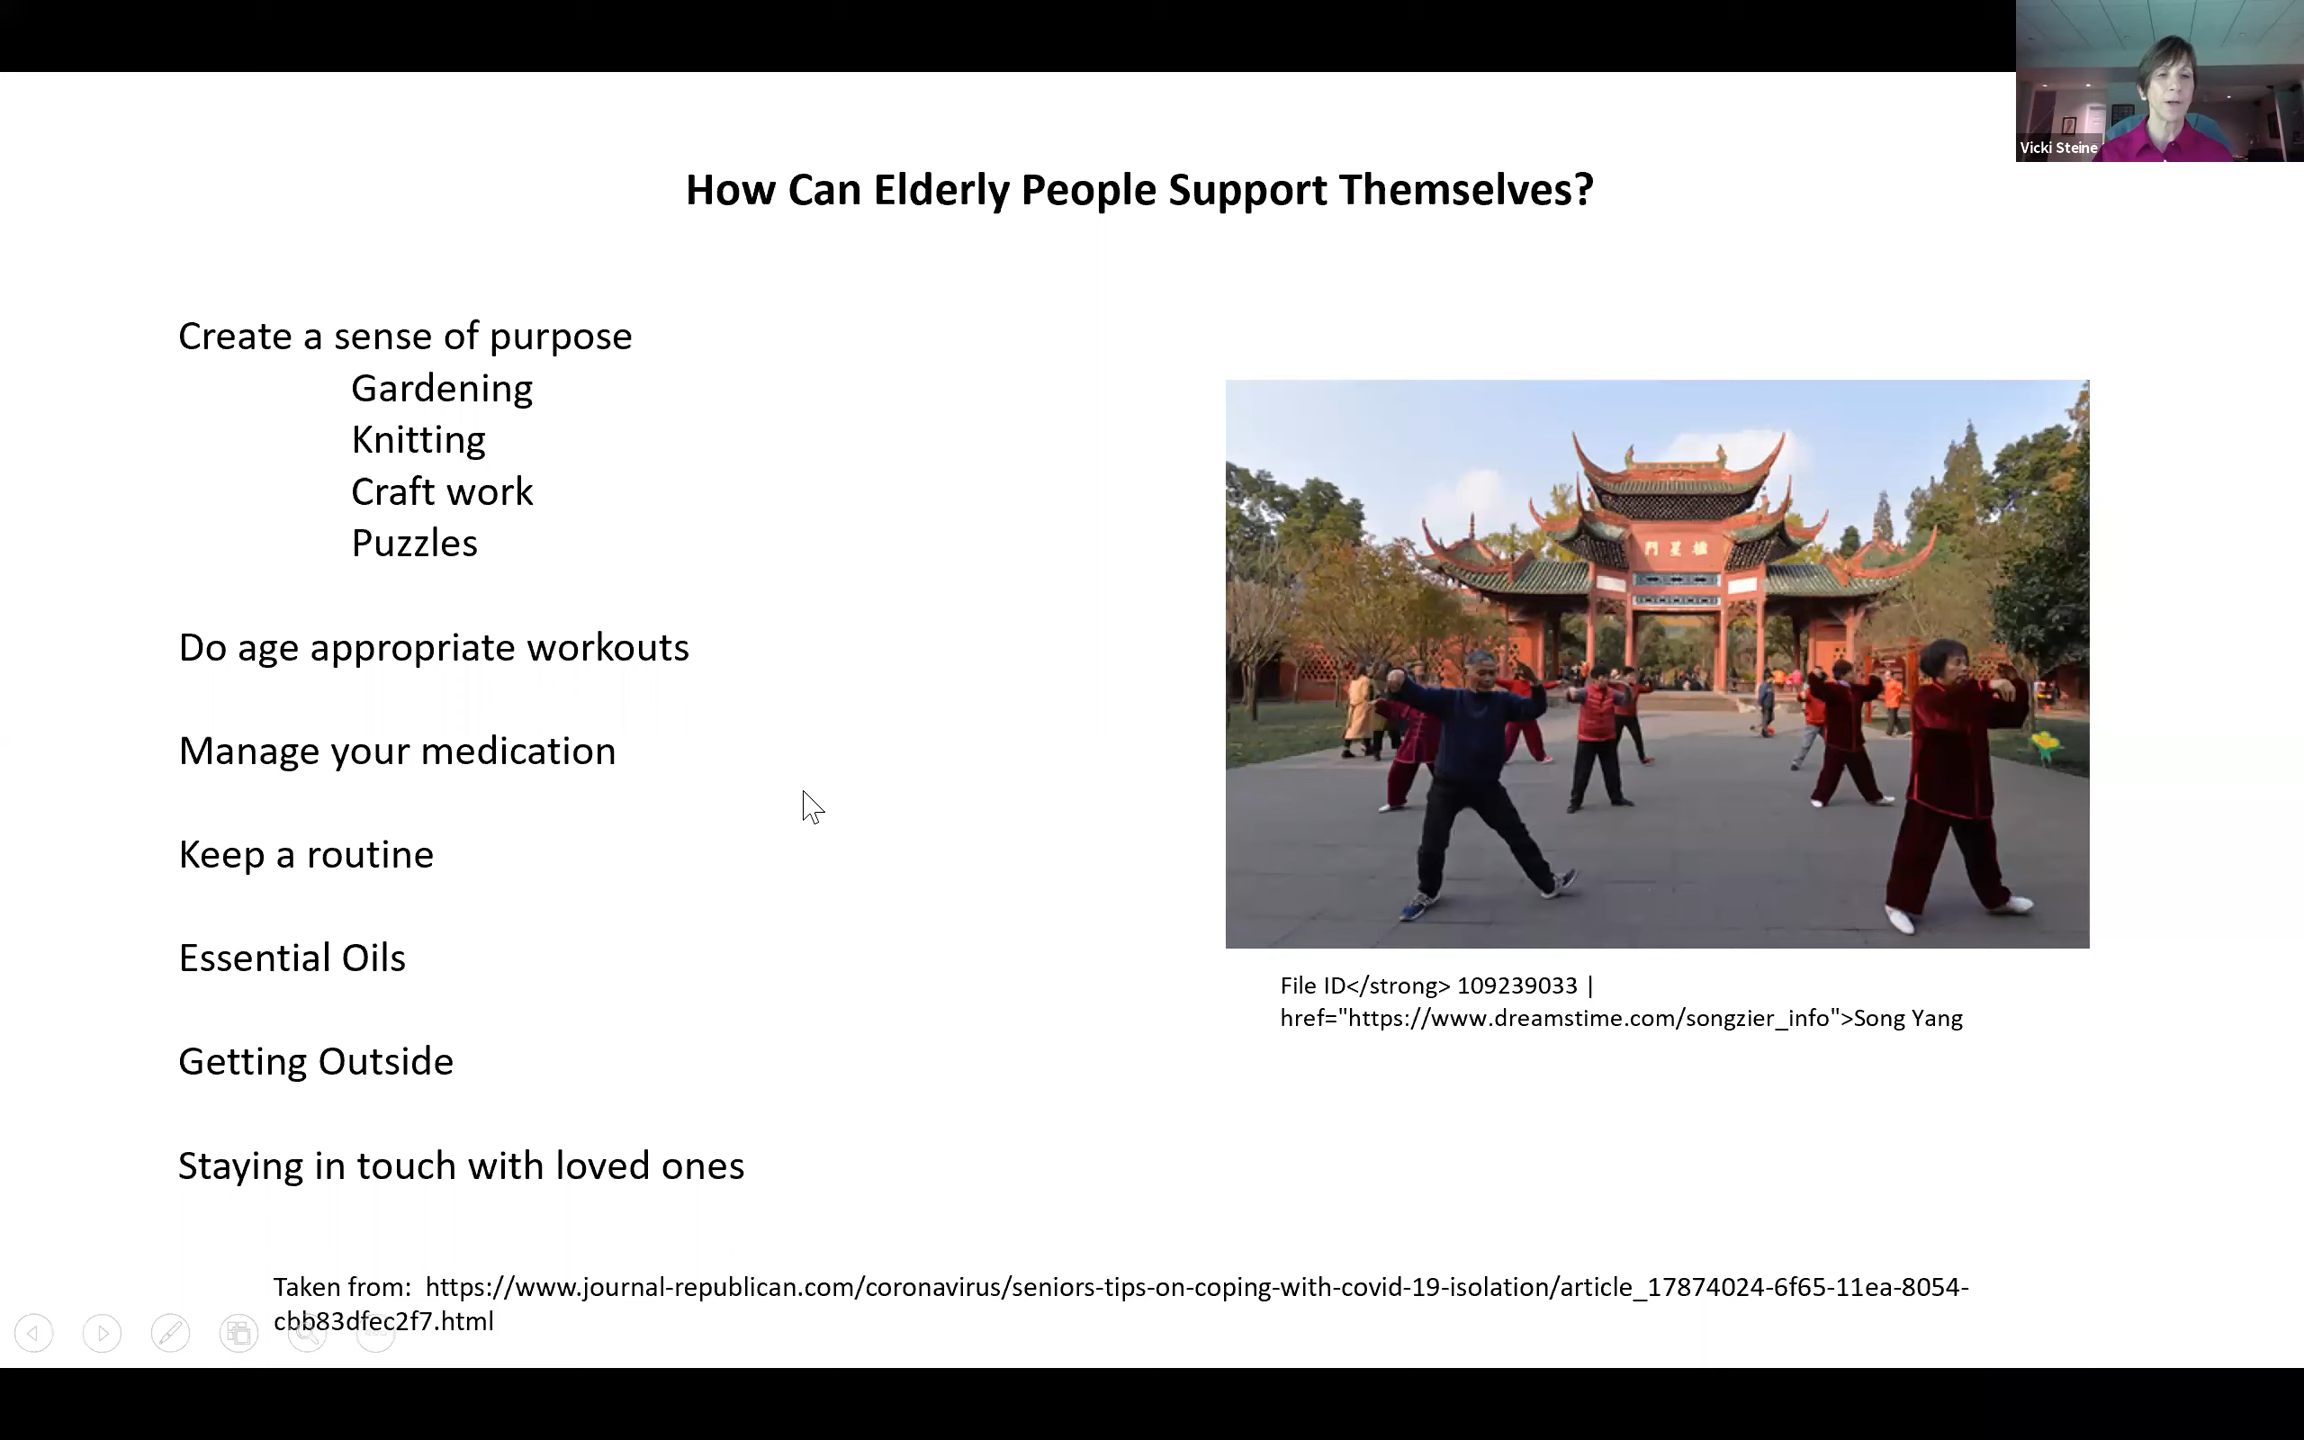 Vicki Steine
How Can Elderly People Support Themselves?
Create a sense of purpose
Gardening
Knitting
Craft work
Puzzles
Do age appropriate workouts
Manage your medication
Keep a routine
Essential Oils
Getting Outside
Staying in touch with loved ones
門星櫺
File ID</strong> 109239033 |
href="https://www.dreamstime.com/songzier_info">Song Yang
Taken from: https://www.journal-republican.com/coronavirus/seniors-tips-on-coping-with-covid-19-isolation/article_17874024-6f65-11ea-8054-
cbb83dfec2f7.html